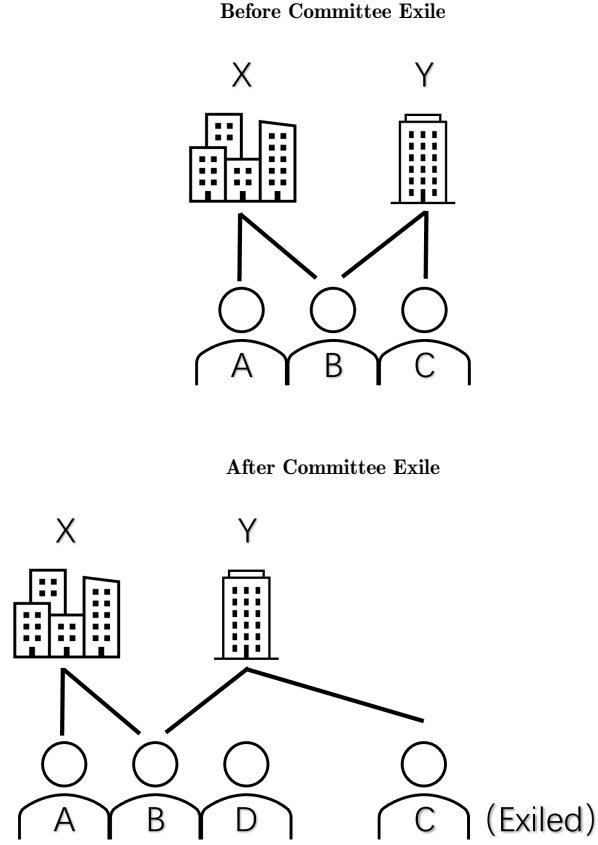 Before Committee Exile
X Y
A B C
After Committee Exile
X Y
A B D C (Exiled)